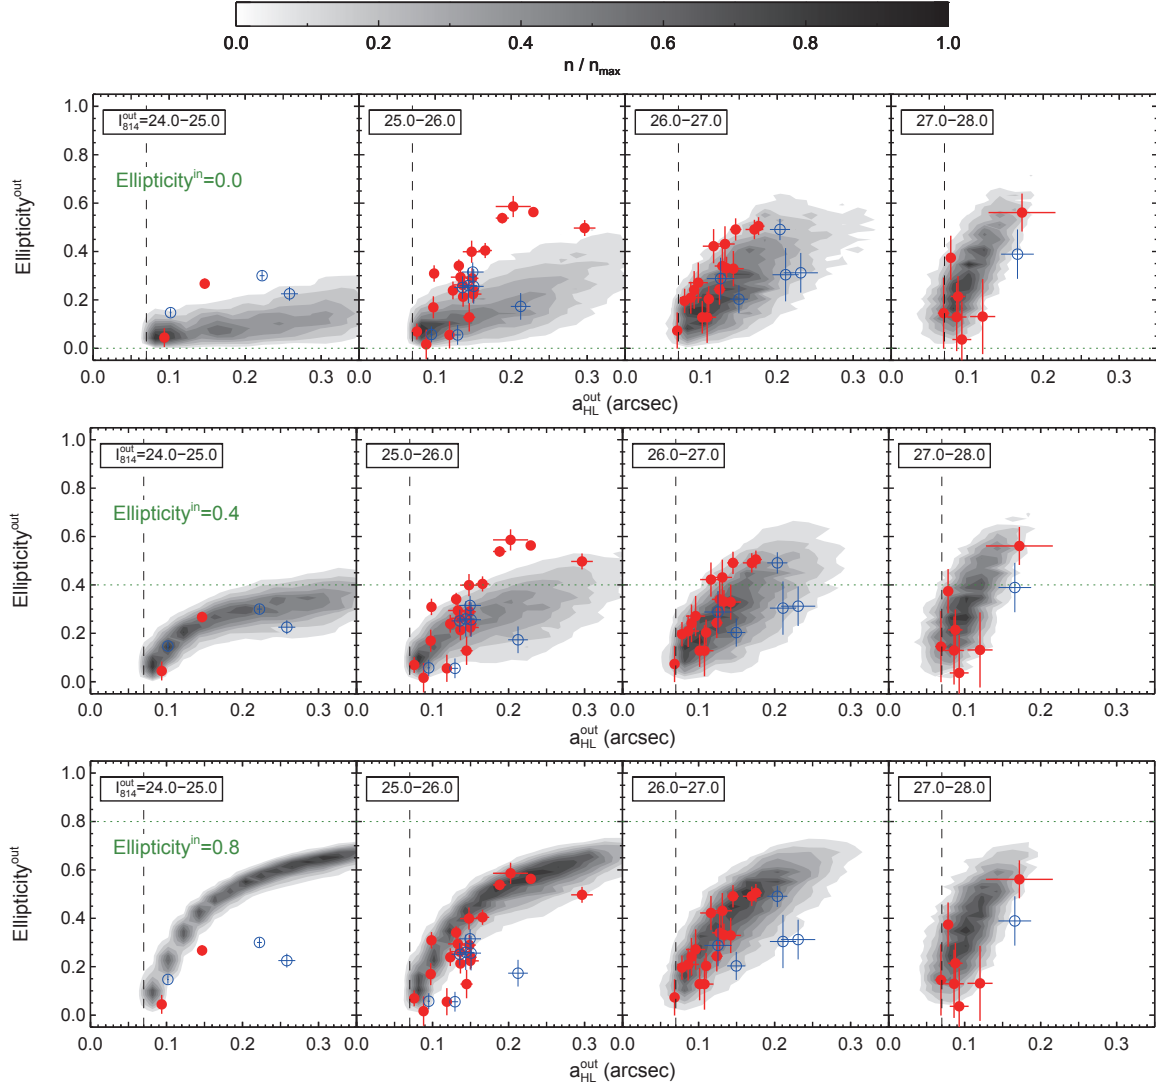 0.0 0.2 0.4 0.6 0.8 1.0
n / n_max
I_814^out=24.0−25.0 25.0−26.0 26.0−27.0 27.0−28.0
Ellipticity^in=0.0
Ellipticity^out
1.0
0.8
0.6
0.4
0.2
0.0
0.0 0.1 0.2 0.3 0.0 0.1 0.2 0.3 0.0 0.1 0.2 0.3 0.0 0.1 0.2 0.3
a_HL^out (arcsec)
I_814^out=24.0−25.0 25.0−26.0 26.0−27.0 27.0−28.0
Ellipticity^in=0.4
Ellipticity^out
1.0
0.8
0.6
0.4
0.2
0.0
0.0 0.1 0.2 0.3 0.0 0.1 0.2 0.3 0.0 0.1 0.2 0.3 0.0 0.1 0.2 0.3
a_HL^out (arcsec)
I_814^out=24.0−25.0 25.0−26.0 26.0−27.0 27.0−28.0
Ellipticity^in=0.8
Ellipticity^out
1.0
0.8
0.6
0.4
0.2
0.0
0.0 0.1 0.2 0.3 0.0 0.1 0.2 0.3 0.0 0.1 0.2 0.3 0.0 0.1 0.2 0.3
a_HL^out (arcsec)